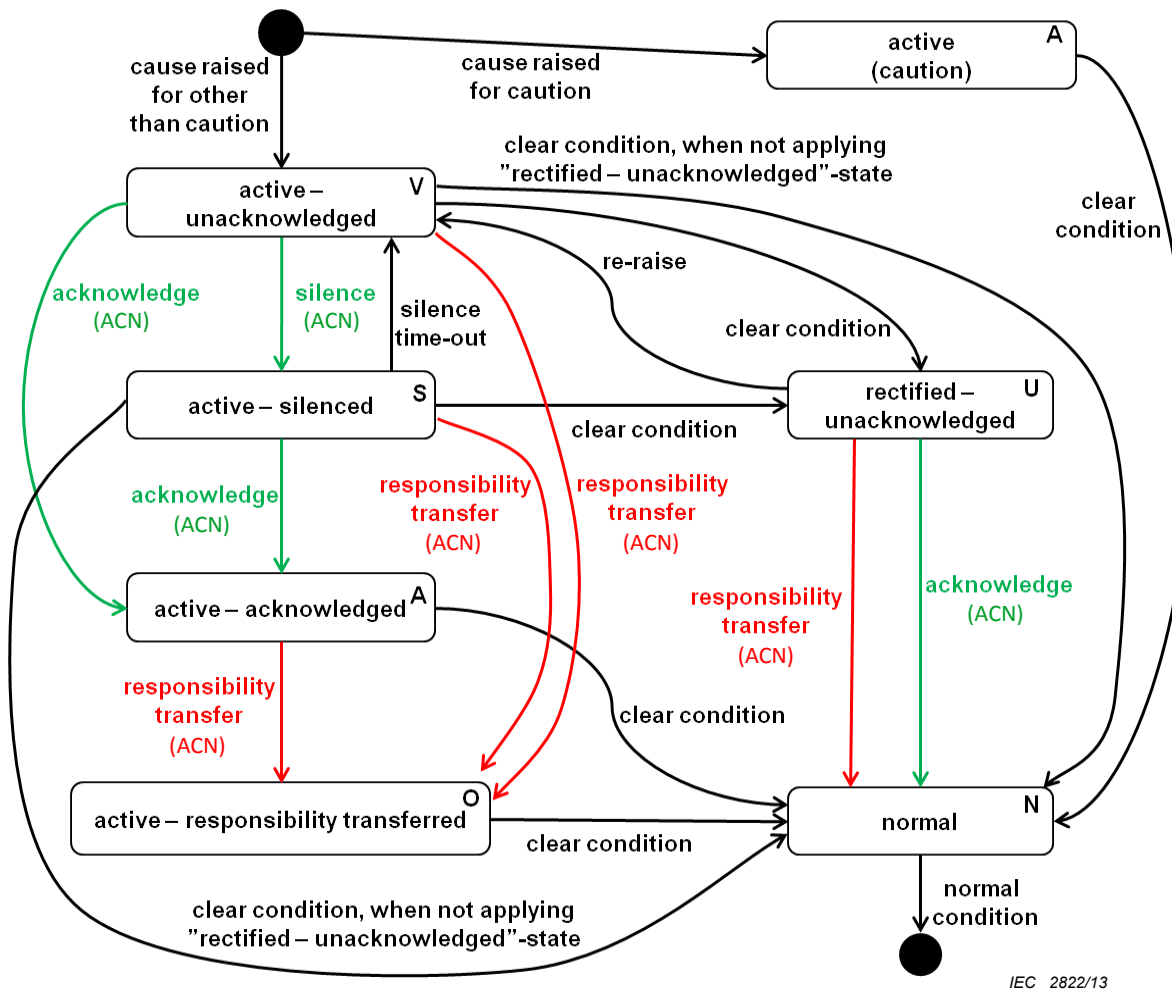 cause raised
for other
than caution
cause raised
for caution
active
(caution)
A
clear condition, when not applying
”rectified – unacknowledged”-state
clear
condition
active –
unacknowledged
V
re-raise
acknowledge
(ACN)
silence
(ACN)
silence
time-out
clear condition
active – silenced
S
rectified –
unacknowledged
U
clear condition
responsibility
transfer
(ACN)
responsibility
transfer
(ACN)
acknowledge
(ACN)
active – acknowledged
A
responsibility
transfer
(ACN)
acknowledge
(ACN)
responsibility
transfer
(ACN)
clear condition
active – responsibility transferred
O
clear condition
normal
N
clear condition, when not applying
”rectified – unacknowledged”-state
normal
condition
IEC 2822/13